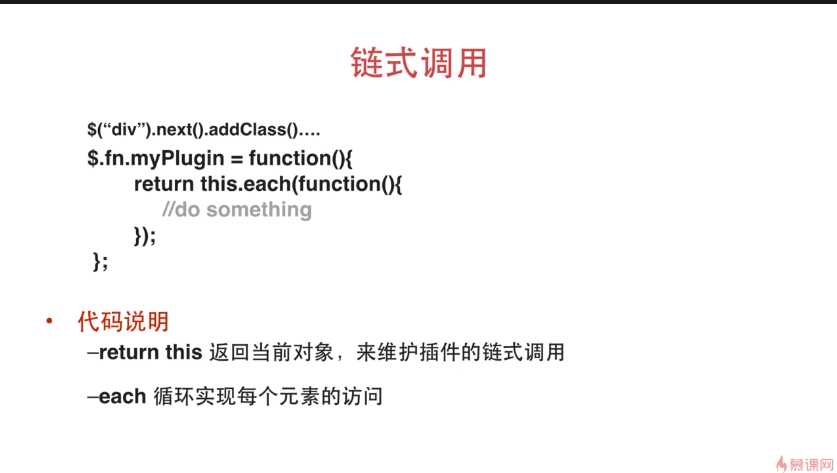 链式调用
$(“div”).next().addClass()….
$.fn.myPlugin = function(){
return this.each(function(){
//do something
});
};
• 代码说明
–return this 返回当前对象，来维护插件的链式调用
–each 循环实现每个元素的访问
慕课网